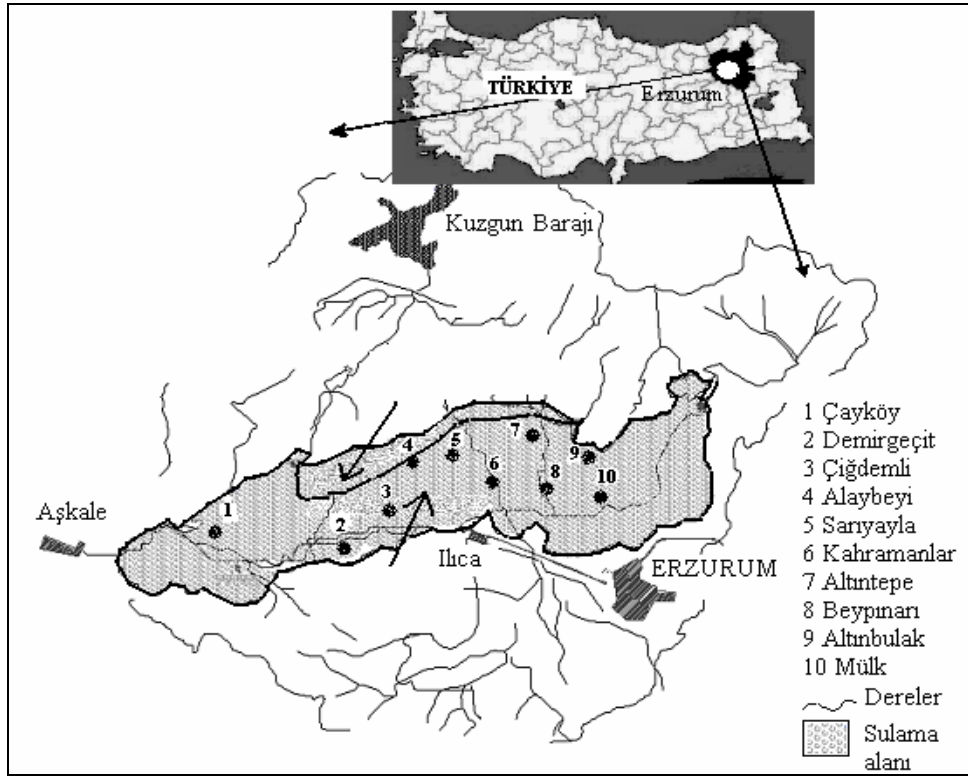 TÜRKİYE
Erzurum
Kuzgun Barajı
Aşkale
Ilıca
ERZURUM
1
2
3
4
5
6
7
8
9
10
1 Çayköy
2 Demirgeçit
3 Çiğdemli
4 Alaybeyi
5 Sarıyayla
6 Kahramanlar
7 Altıntepe
8 Beypınarı
9 Altınbulak
10 Mülk
Dereler
Sulama
alanı